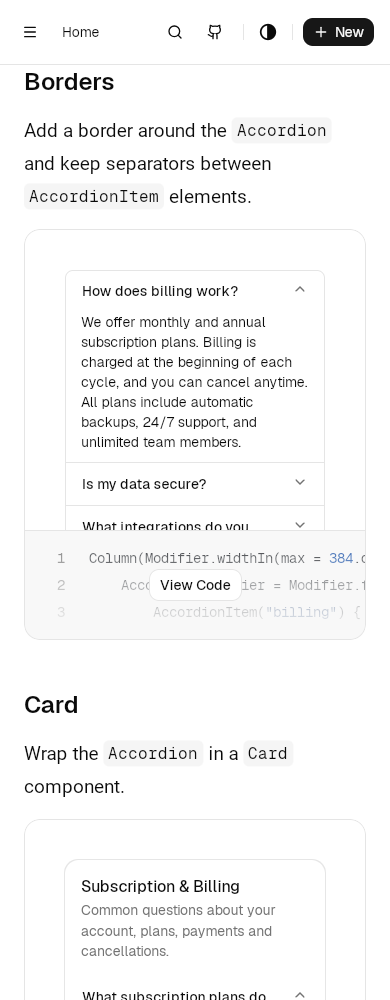 Home
New
Borders
Add a border around the Accordion
and keep separators between
AccordionItem elements.
How does billing work?
We offer monthly and annual
subscription plans. Billing is
charged at the beginning of each
cycle, and you can cancel anytime.
All plans include automatic
backups, 24/7 support, and
unlimited team members.
Is my data secure?
What integrations do you
1 Column(Modifier.widthIn(max = 384.d
2 Acco View Code ier = Modifier.f
3 AccordionItem("billing") {
Card
Wrap the Accordion in a Card
component.
Subscription & Billing
Common questions about your
account, plans, payments and
cancellations.
What subscription plans do